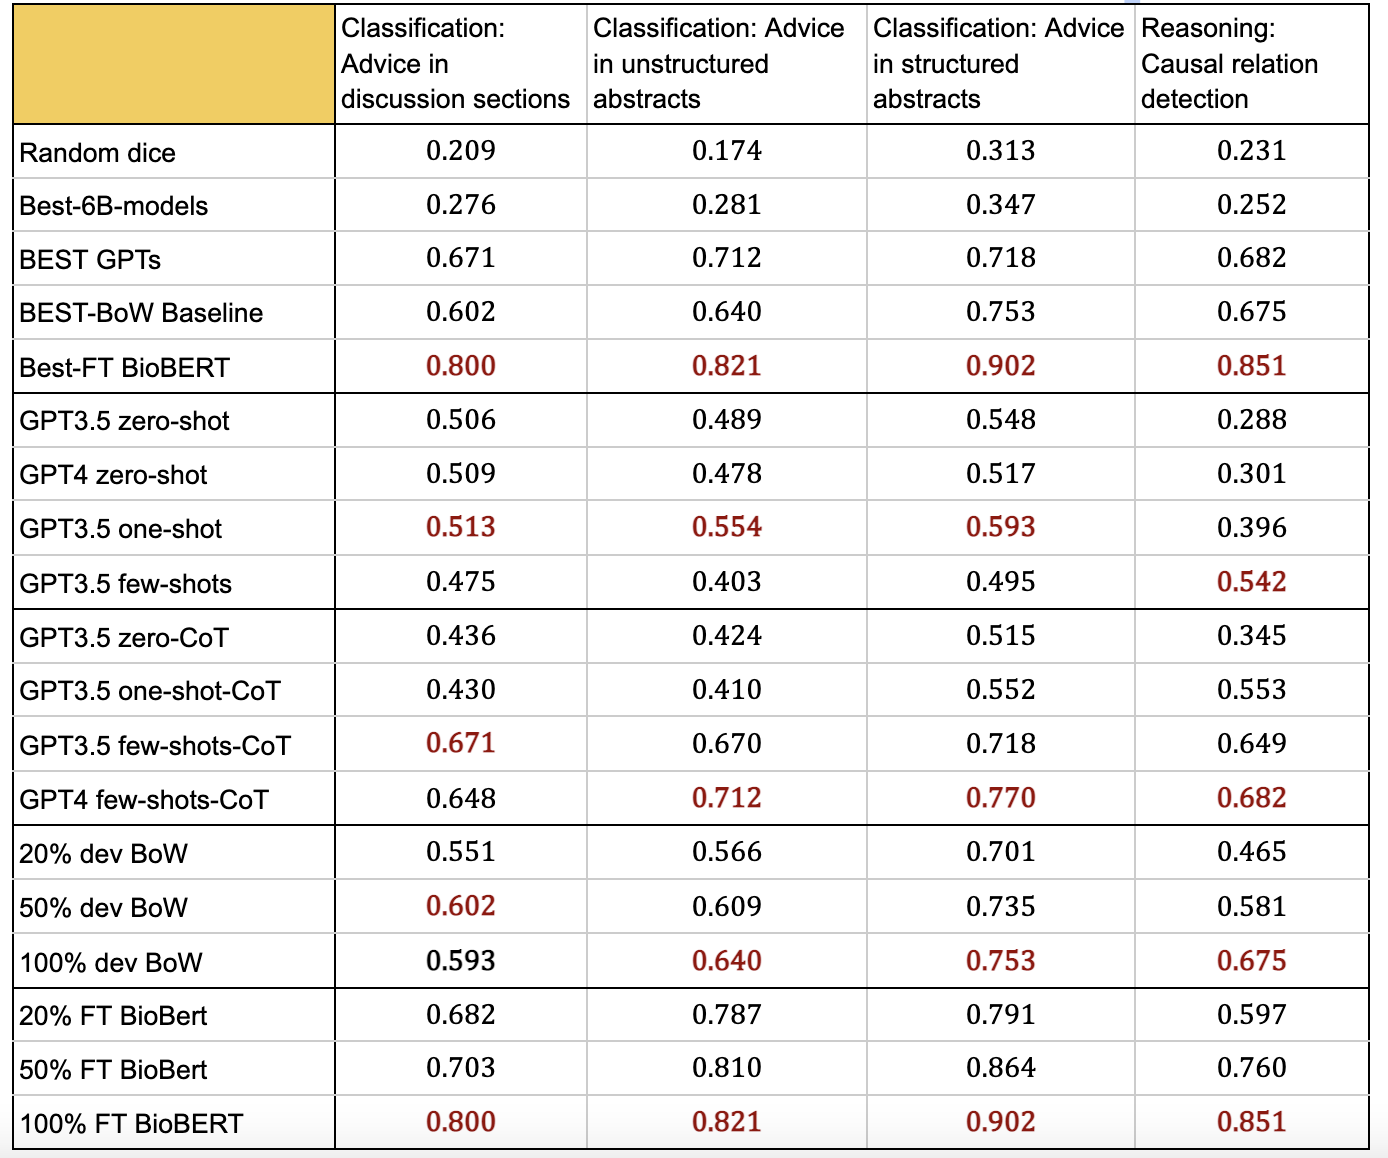 Classification: Advice in discussion sections Classification: Advice in unstructured abstracts Classification: Advice in structured abstracts Reasoning: Causal relation detection
Random dice 0.209 0.174 0.313 0.231
Best-6B-models 0.276 0.281 0.347 0.252
BEST GPTs 0.671 0.712 0.718 0.682
BEST-BoW Baseline 0.602 0.640 0.753 0.675
Best-FT BioBERT 0.800 0.821 0.902 0.851
GPT3.5 zero-shot 0.506 0.489 0.548 0.288
GPT4 zero-shot 0.509 0.478 0.517 0.301
GPT3.5 one-shot 0.513 0.554 0.593 0.396
GPT3.5 few-shots 0.475 0.403 0.495 0.542
GPT3.5 zero-CoT 0.436 0.424 0.515 0.345
GPT3.5 one-shot-CoT 0.430 0.410 0.552 0.553
GPT3.5 few-shots-CoT 0.671 0.670 0.718 0.649
GPT4 few-shots-CoT 0.648 0.712 0.770 0.682
20% dev BoW 0.551 0.566 0.701 0.465
50% dev BoW 0.602 0.609 0.735 0.581
100% dev BoW 0.593 0.640 0.753 0.675
20% FT BioBert 0.682 0.787 0.791 0.597
50% FT BioBert 0.703 0.810 0.864 0.760
100% FT BioBERT 0.800 0.821 0.902 0.851